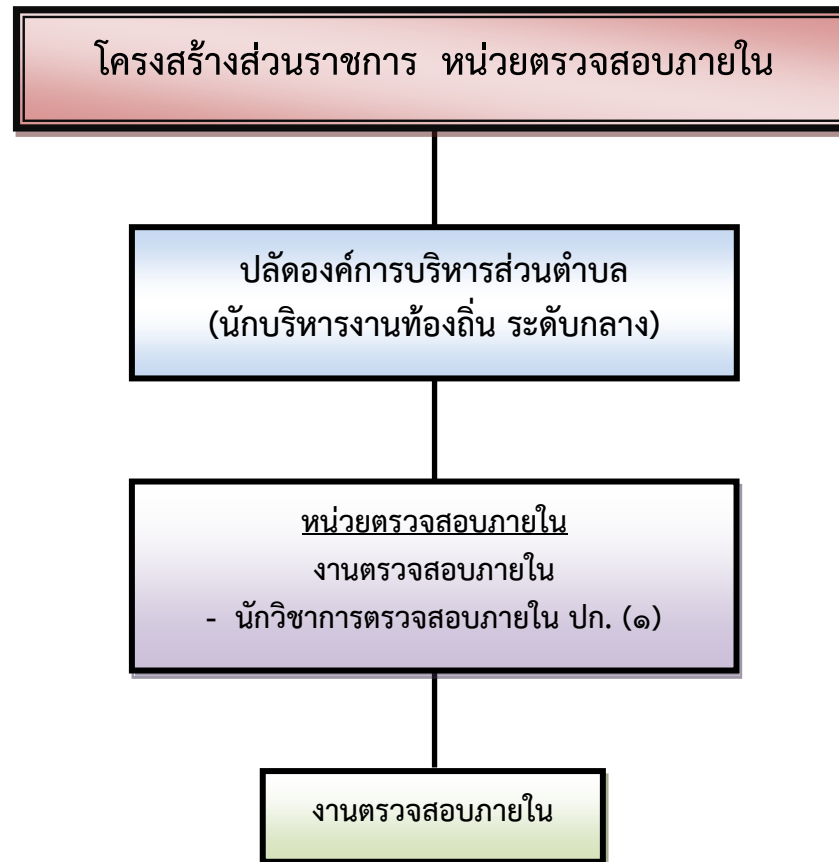 โครงสร้างส่วนราชการ หน่วยตรวจสอบภายใน
ปลัดองค์การบริหารส่วนตำบล
(นักบริหารงานท้องถิ่น ระดับกลาง)
หน่วยตรวจสอบภายใน
งานตรวจสอบภายใน
- นักวิชาการตรวจสอบภายใน ปก. (๑)
งานตรวจสอบภายใน